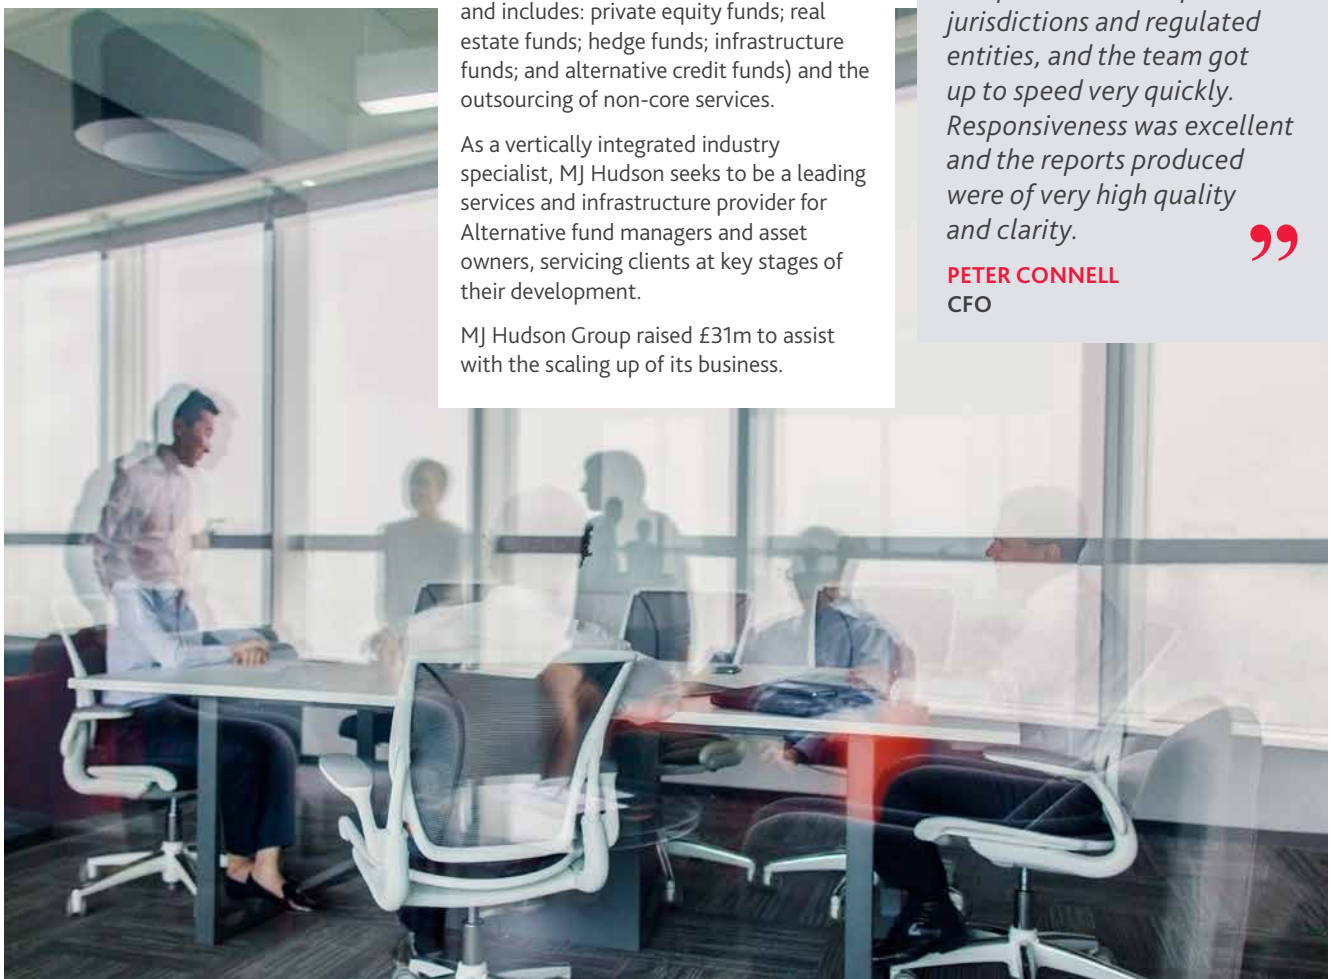 and includes: private equity funds; real
estate funds; hedge funds; infrastructure
funds; and alternative credit funds) and the
outsourcing of non-core services.
As a vertically integrated industry
specialist, MJ Hudson seeks to be a leading
services and infrastructure provider for
Alternative fund managers and asset
owners, servicing clients at key stages of
their development.
MJ Hudson Group raised £31m to assist
with the scaling up of its business.
jurisdictions and regulated
entities, and the team got
up to speed very quickly.
Responsiveness was excellent
and the reports produced
were of very high quality
and clarity.
”
PETER CONNELL
CFO